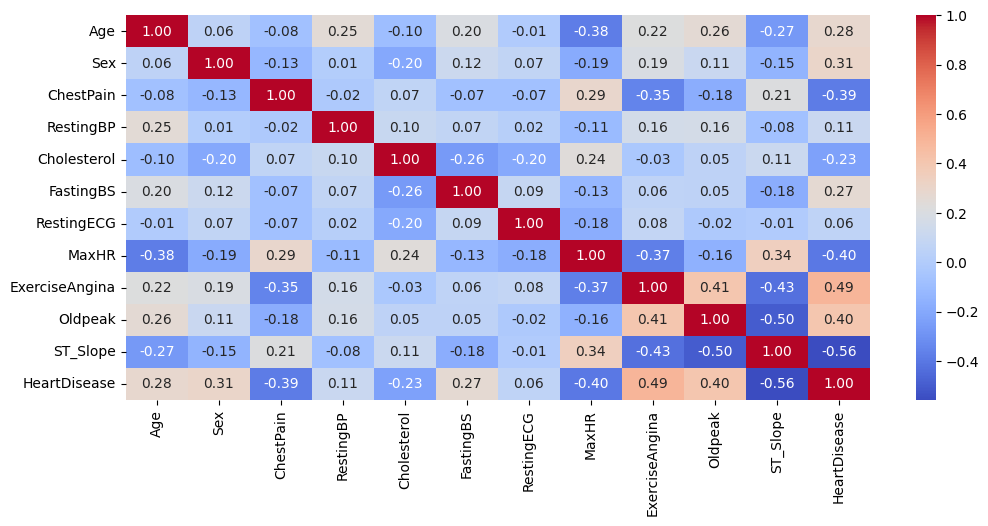 Age 1.00 0.06 -0.08 0.25 -0.10 0.20 -0.01 -0.38 0.22 0.26 -0.27 0.28
Sex 0.06 1.00 -0.13 0.01 -0.20 0.12 0.07 -0.19 0.19 0.11 -0.15 0.31
ChestPain -0.08 -0.13 1.00 -0.02 0.07 -0.07 -0.07 0.29 -0.35 -0.18 0.21 -0.39
RestingBP 0.25 0.01 -0.02 1.00 0.10 0.07 0.02 -0.11 0.16 0.16 -0.08 0.11
Cholesterol -0.10 -0.20 0.07 0.10 1.00 -0.26 -0.20 0.24 -0.03 0.05 0.11 -0.23
FastingBS 0.20 0.12 -0.07 0.07 -0.26 1.00 0.09 -0.13 0.06 0.05 -0.18 0.27
RestingECG -0.01 0.07 -0.07 0.02 -0.20 0.09 1.00 -0.18 0.08 -0.02 -0.01 0.06
MaxHR -0.38 -0.19 0.29 -0.11 0.24 -0.13 -0.18 1.00 -0.37 -0.16 0.34 -0.40
ExerciseAngina 0.22 0.19 -0.35 0.16 -0.03 0.06 0.08 -0.37 1.00 0.41 -0.43 0.49
Oldpeak 0.26 0.11 -0.18 0.16 0.05 0.05 -0.02 -0.16 0.41 1.00 -0.50 0.40
ST_Slope -0.27 -0.15 0.21 -0.08 0.11 -0.18 -0.01 0.34 -0.43 -0.50 1.00 -0.56
HeartDisease 0.28 0.31 -0.39 0.11 -0.23 0.27 0.06 -0.40 0.49 0.40 -0.56 1.00
Age
Sex
ChestPain
RestingBP
Cholesterol
FastingBS
RestingECG
MaxHR
ExerciseAngina
Oldpeak
ST_Slope
HeartDisease
1.0
0.8
0.6
0.4
0.2
0.0
−0.2
−0.4